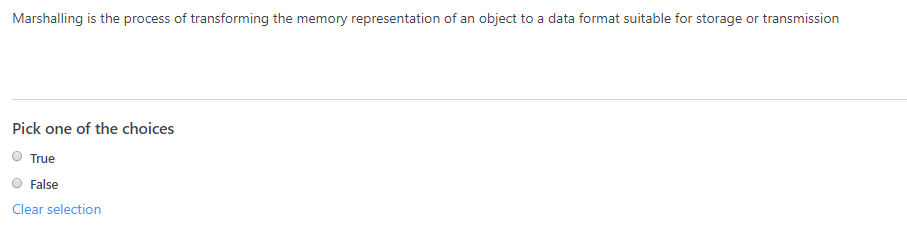 Marshalling is the process of transforming the memory representation of an object to a data format suitable for storage or transmission
Pick one of the choices
True
False
Clear selection